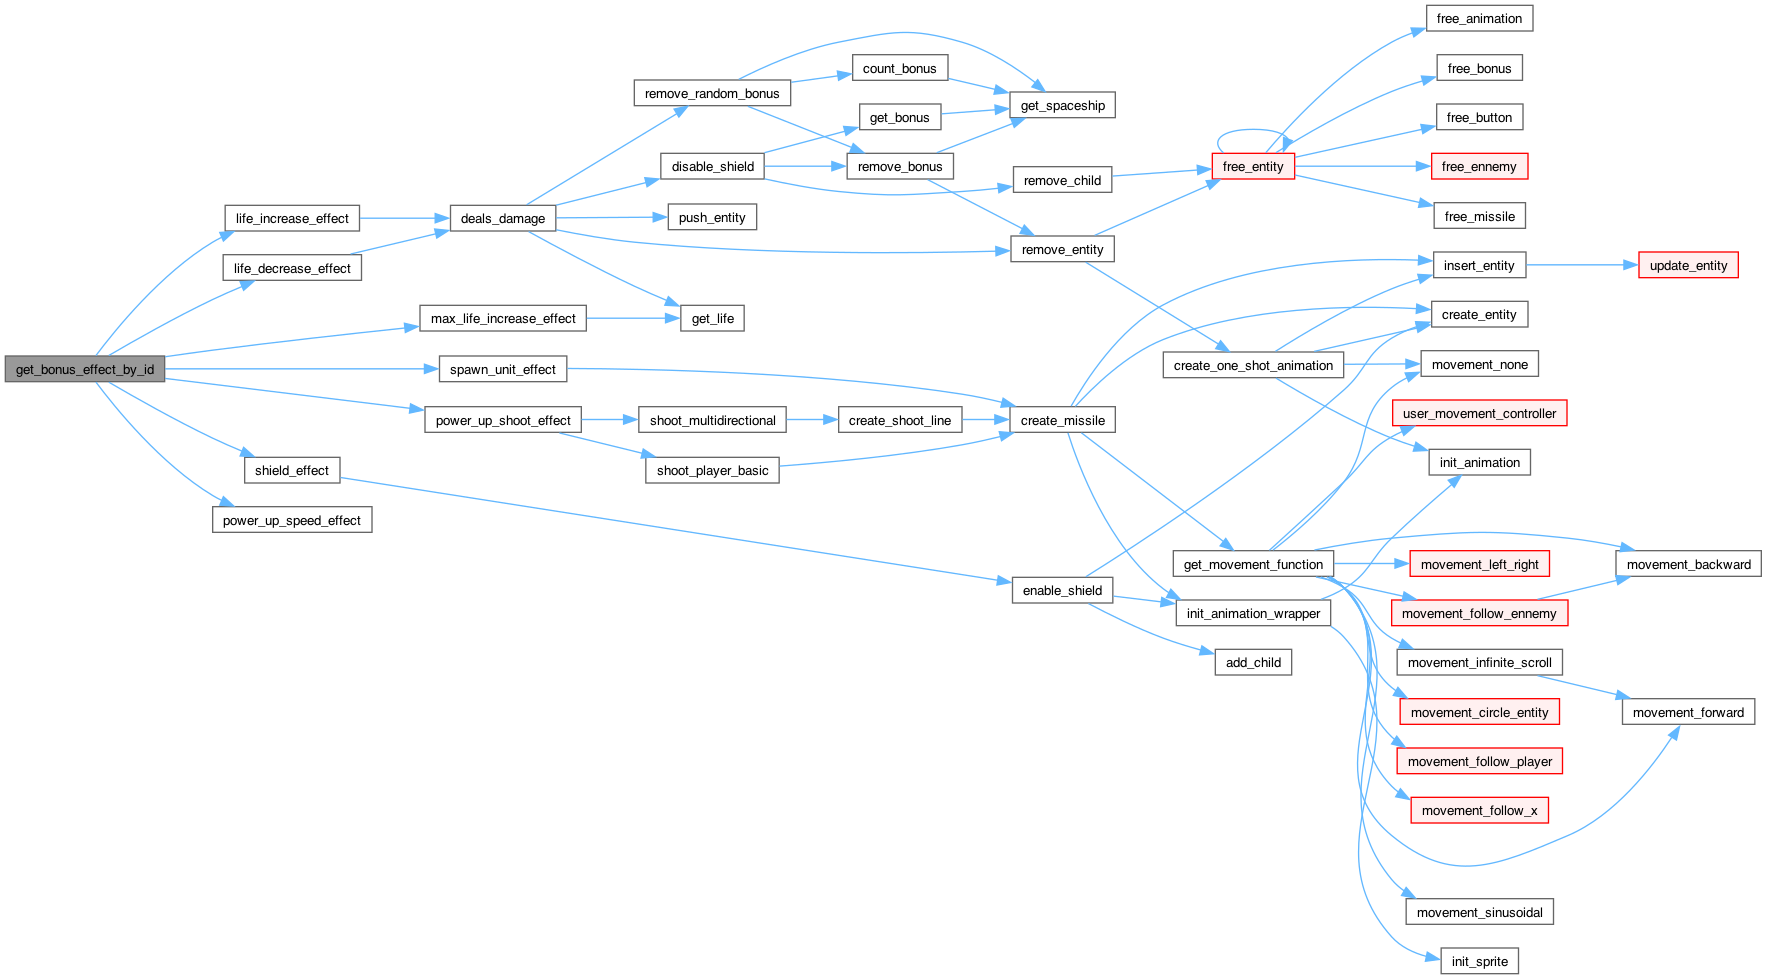 get_bonus_effect_by_id
life_increase_effect
life_decrease_effect
max_life_increase_effect
spawn_unit_effect
power_up_shoot_effect
shield_effect
power_up_speed_effect
deals_damage
remove_random_bonus
disable_shield
push_entity
get_life
shoot_multidirectional
shoot_player_basic
count_bonus
get_bonus
remove_bonus
create_shoot_line
get_spaceship
remove_child
remove_entity
create_missile
enable_shield
free_entity
create_one_shot_animation
get_movement_function
init_animation_wrapper
add_child
free_animation
free_bonus
free_button
free_ennemy
free_missile
insert_entity
create_entity
movement_none
user_movement_controller
init_animation
movement_left_right
movement_follow_ennemy
movement_infinite_scroll
movement_circle_entity
movement_follow_player
movement_follow_x
movement_sinusoidal
init_sprite
update_entity
movement_backward
movement_forward